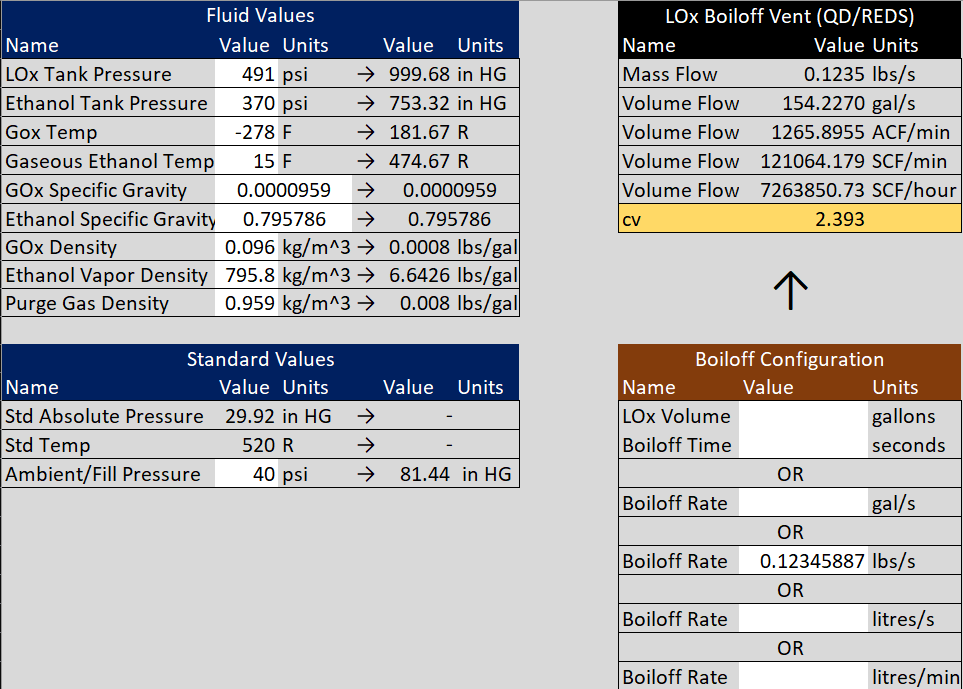 Fluid Values
Name Value Units Value Units
LOx Tank Pressure 491 psi → 999.68 in HG
Ethanol Tank Pressure 370 psi → 753.32 in HG
Gox Temp -278 F → 181.67 R
Gaseous Ethanol Temp 15 F → 474.67 R
GOx Specific Gravity 0.0000959 → 0.0000959
Ethanol Specific Gravity 0.795786 → 0.795786
GOx Density 0.096 kg/m^3 → 0.0008 lbs/gal
Ethanol Vapor Density 795.8 kg/m^3 → 6.6426 lbs/gal
Purge Gas Density 0.959 kg/m^3 → 0.008 lbs/gal
LOx Boiloff Vent (QD/REDS)
Name Value Units
Mass Flow 0.1235 lbs/s
Volume Flow 154.2270 gal/s
Volume Flow 1265.8955 ACF/min
Volume Flow 121064.179 SCF/min
Volume Flow 7263850.73 SCF/hour
cv 2.393
↑
Standard Values
Name Value Units Value Units
Std Absolute Pressure 29.92 in HG → -
Std Temp 520 R → -
Ambient/Fill Pressure 40 psi → 81.44 in HG
Boiloff Configuration
Name Value Units
LOx Volume gallons
Boiloff Time seconds
OR
Boiloff Rate gal/s
OR
Boiloff Rate 0.12345887 lbs/s
OR
Boiloff Rate litres/s
OR
Boiloff Rate litres/min